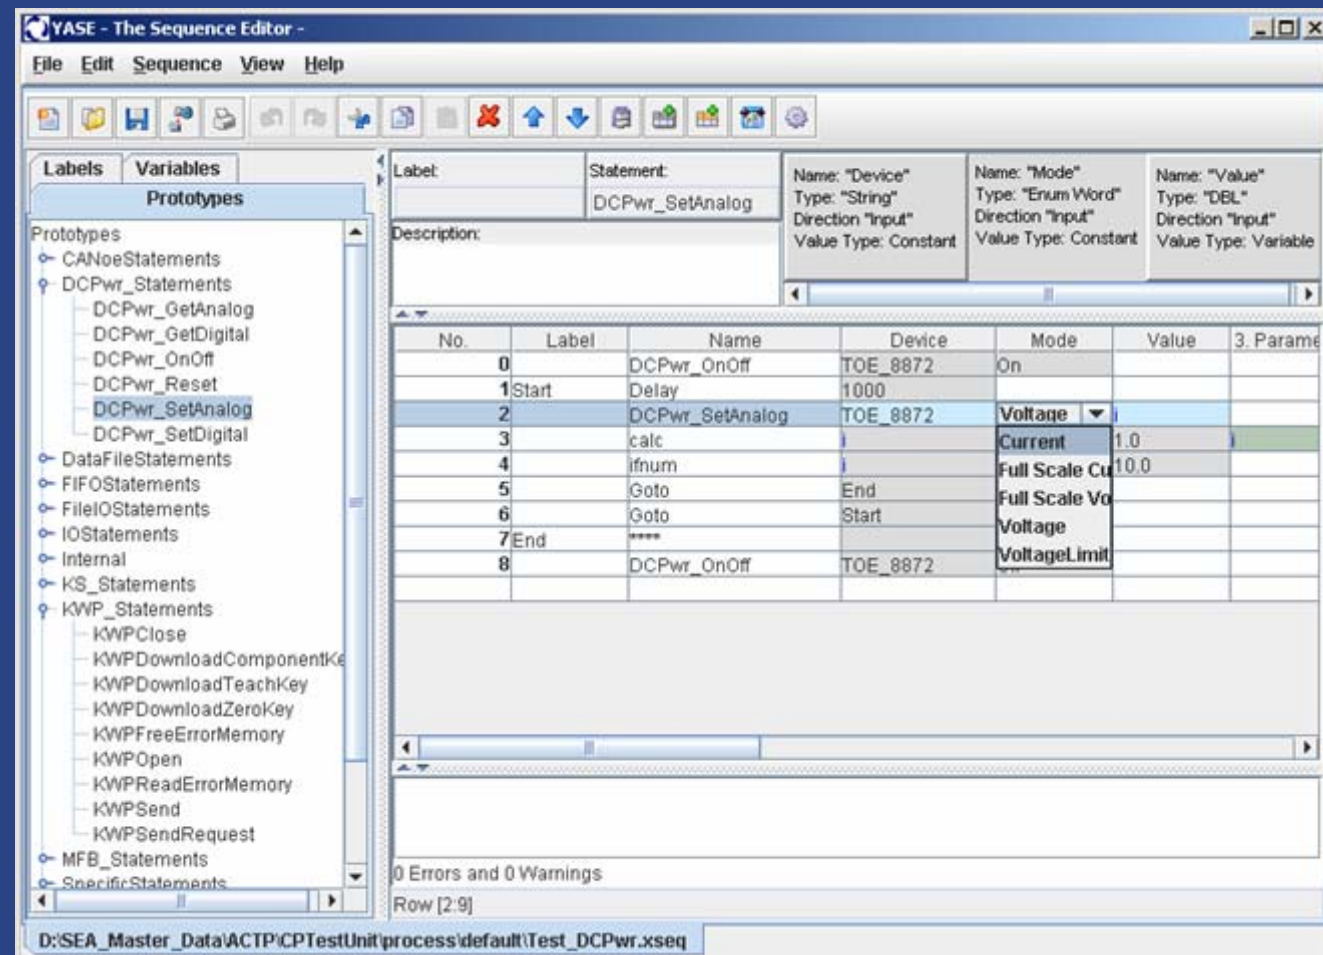 YASE - The Sequence Editor -
File Edit Sequence View Help
Labels Variables
Prototypes
Prototypes
CANoeStatements
DCPwr_Statements
DCPwr_GetAnalog
DCPwr_GetDigital
DCPwr_OnOff
DCPwr_Reset
DCPwr_SetAnalog
DCPwr_SetDigital
DataFileStatements
FIFOStatements
FileIOStatements
IOStatements
Internal
KS_Statements
KWP_Statements
KWPClose
KWPDownloadComponentKe
KWPDownloadTeachKey
KWPDownloadZeroKey
KWPFreeErrorMemory
KWPOpen
KWPReadErrorMemory
KWPSend
KWPSendRequest
MFB_Statements
SpecificStatements
Label:
Statement:
DCPwr_SetAnalog
Description:
Name: "Device"
Type: "String"
Direction "Input"
Value Type: Constant
Name: "Mode"
Type: "Enum Word"
Direction "Input"
Value Type: Constant
Name: "Value"
Type: "DBL"
Direction "Input"
Value Type: Variable
No. Label Name Device Mode Value 3. Parame
0 DCPwr_OnOff TOE_8872 On
1 Start Delay 1000
2 DCPwr_SetAnalog TOE_8872 Voltage i
3 calc i 1.0 i
4 ifnum i 10.0
5 Goto End
6 Goto Start
7 End ****
8 DCPwr_OnOff TOE_8872
Current
Full Scale Cu
Full Scale Vo
Voltage
VoltageLimit
0 Errors and 0 Warnings
Row [2:9]
D:\SEA_Master_Data\ACTP\CPTestUnit\process\default\Test_DCPwr.xseq